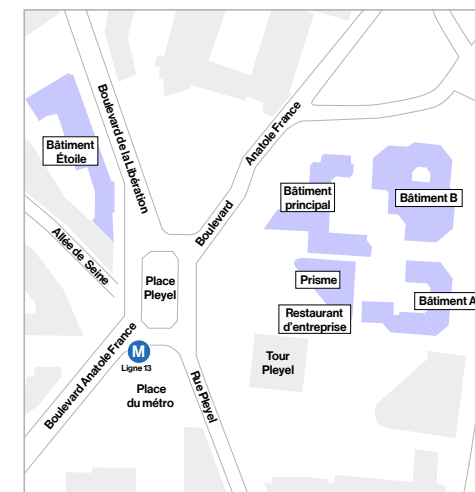 Boulevard de la Libération
Anatole France
Bâtiment
Étoile
Bâtiment
principal
Bâtiment B
Boulevard
Allée de Seine
Place
Pleyel
Prisme
Bâtiment A
Restaurant
d'entreprise
Boulevard Anatole France
M
Ligne 13
Tour
Pleyel
Place
du métro
Rue Pleyel